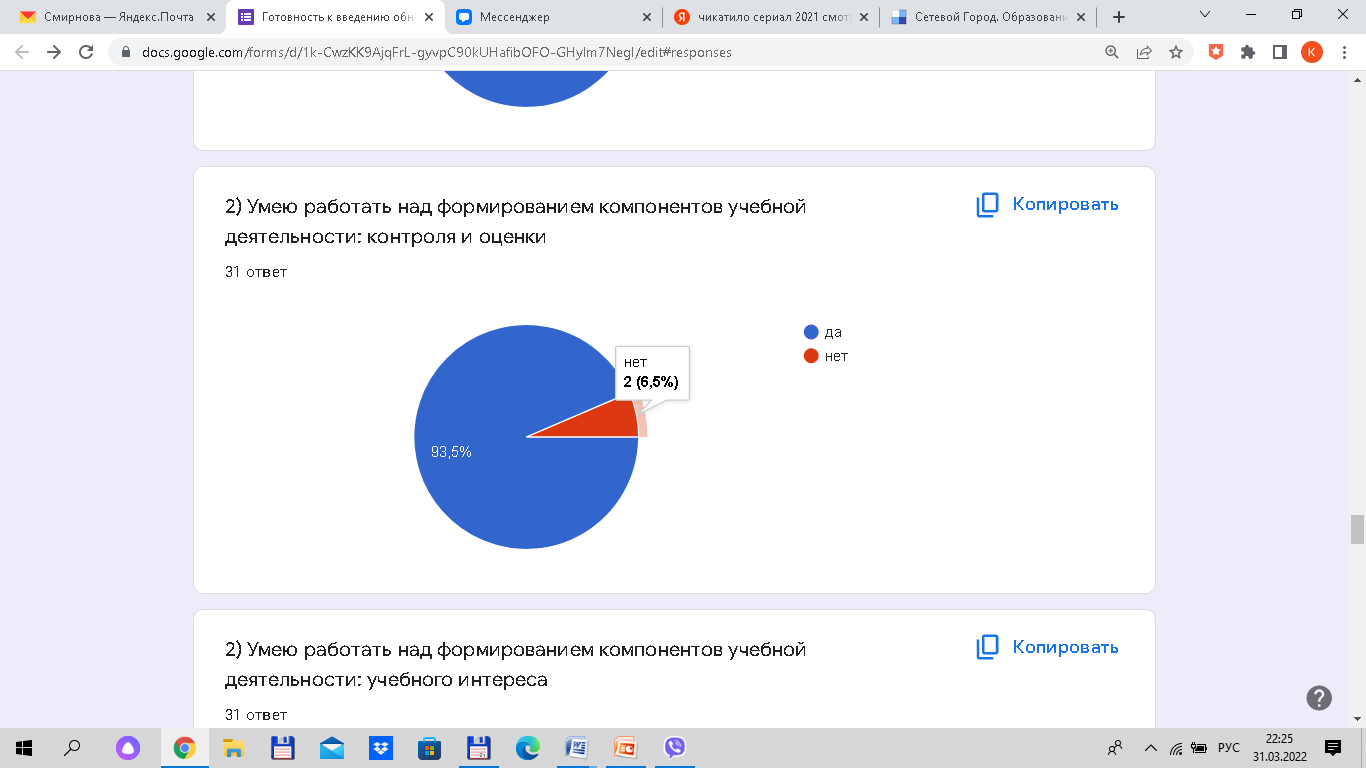 Смирнова — Яндекс.Почта
Готовность к введению обн
Мессенджер
чикатило сериал 2021 смот
Сетевой Город. Образовани
docs.google.com/forms/d/1k-CwzKK9AjqFrL-gyvpC90kUHafibOFO-GHylm7NegI/edit#responses
К
2) Умею работать над формированием компонентов учебной
деятельности: контроля и оценки
Копировать
31 ответ
да
нет
нет
2 (6,5%)
93,5%
2) Умею работать над формированием компонентов учебной
деятельности: учебного интереса
Копировать
31 ответ
22:25
РУС
31.03.2022